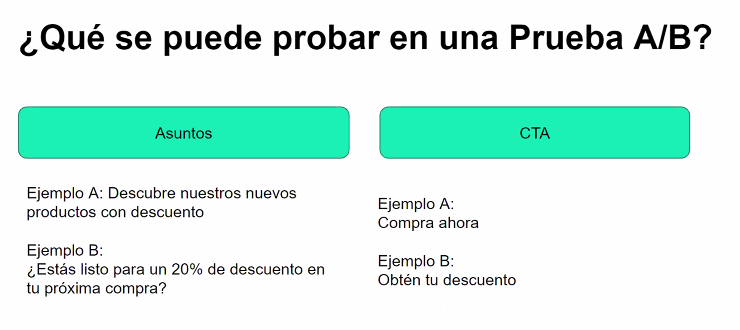 ¿Qué se puede probar en una Prueba A/B?
Asuntos
Ejemplo A: Descubre nuestros nuevos
productos con descuento
Ejemplo B:
¿Estás listo para un 20% de descuento en
tu próxima compra?
CTA
Ejemplo A:
Compra ahora
Ejemplo B:
Obtén tu descuento